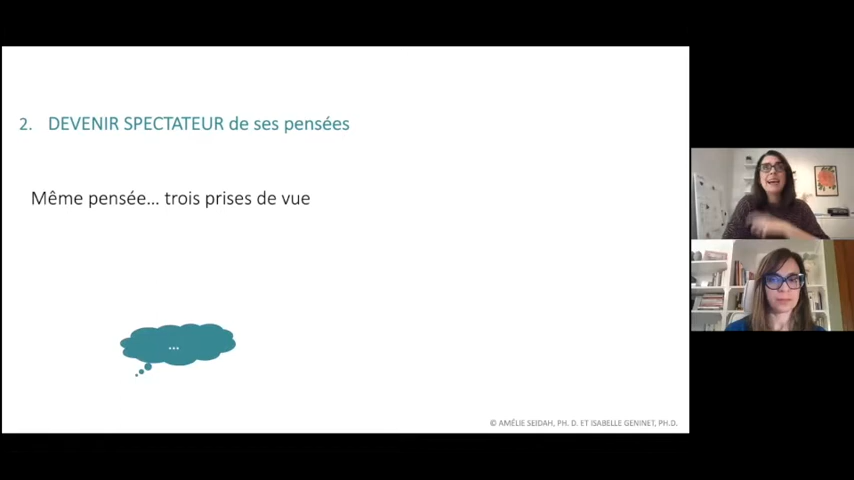 2. DEVENIR SPECTATEUR de ses pensées
Même pensée... trois prises de vue
...
© AMÉLIE SEIDAH, PH. D. ET ISABELLE GENINET, PH.D.